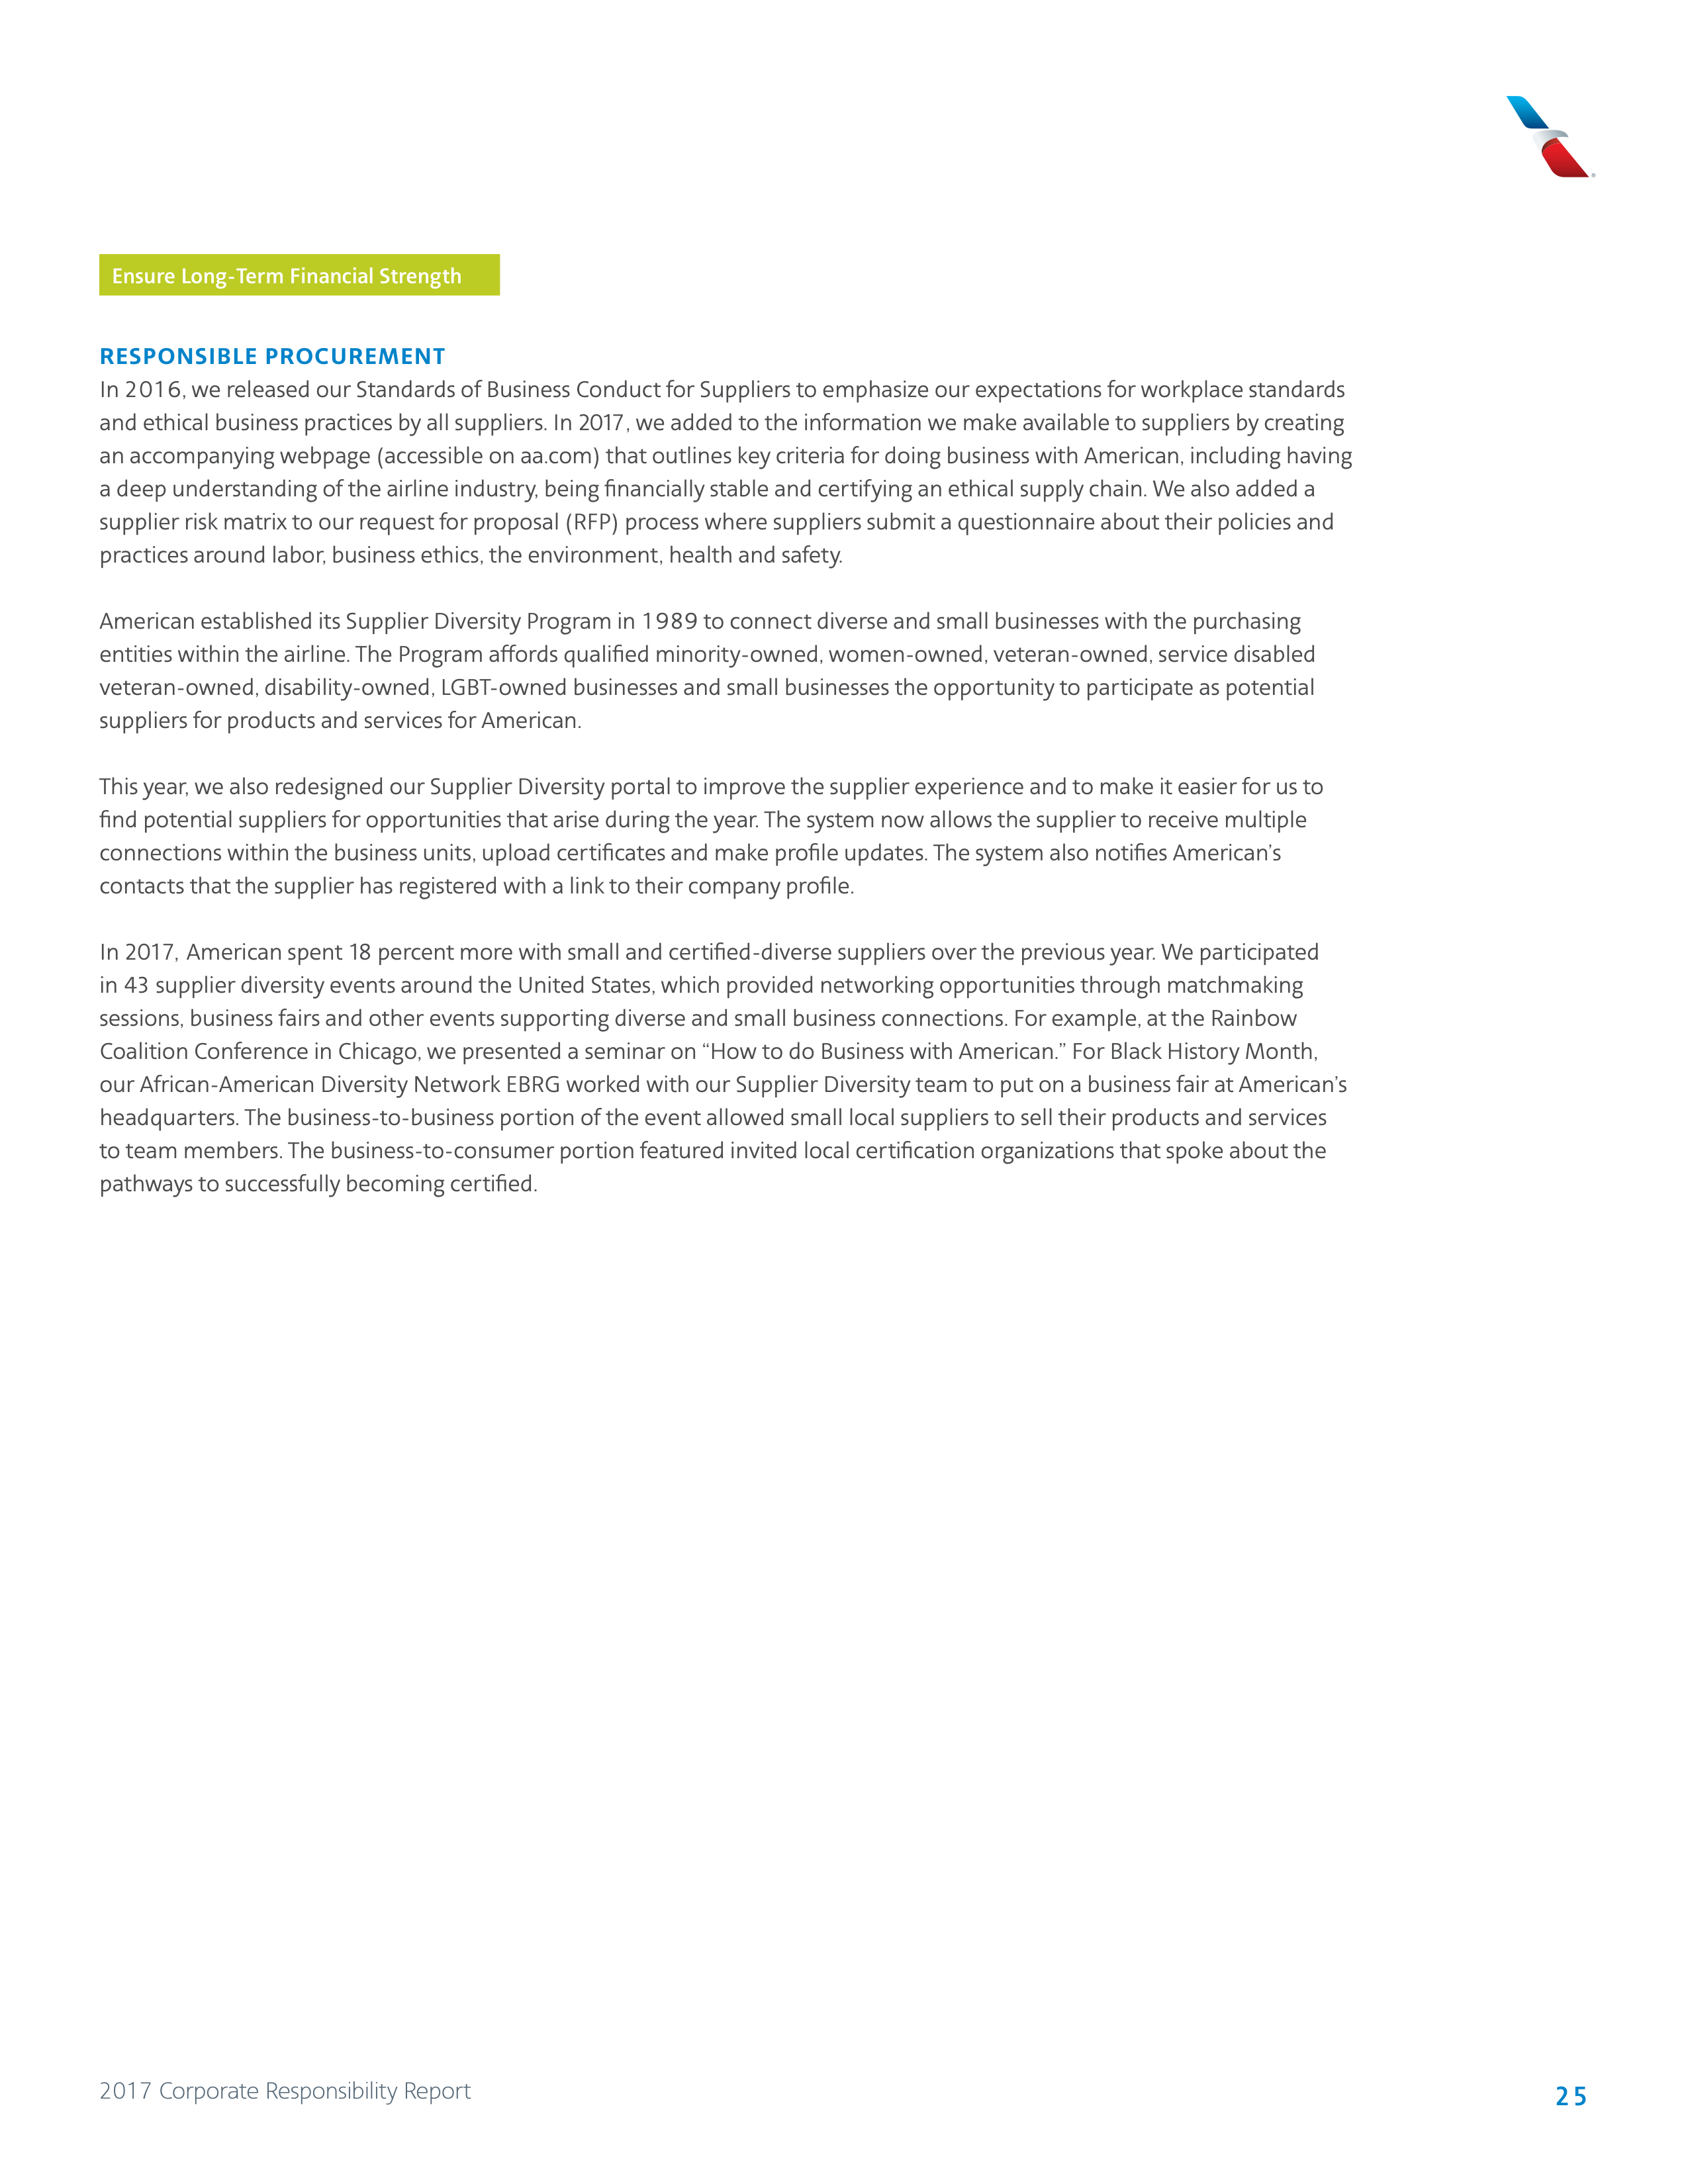 Ensure Long-Term Financial Strength
RESPONSIBLE PROCUREMENT
In 2016, we released our Standards of Business Conduct for Suppliers to emphasize our expectations for workplace standards
and ethical business practices by all suppliers. In 2017, we added to the information we make available to suppliers by creating
an accompanying webpage (accessible on aa.com) that outlines key criteria for doing business with American, including having
a deep understanding of the airline industry, being financially stable and certifying an ethical supply chain. We also added a
supplier risk matrix to our request for proposal (RFP) process where suppliers submit a questionnaire about their policies and
practices around labor, business ethics, the environment, health and safety.
American established its Supplier Diversity Program in 1989 to connect diverse and small businesses with the purchasing
entities within the airline. The Program affords qualified minority-owned, women-owned, veteran-owned, service disabled
veteran-owned, disability-owned, LGBT-owned businesses and small businesses the opportunity to participate as potential
suppliers for products and services for American.
This year, we also redesigned our Supplier Diversity portal to improve the supplier experience and to make it easier for us to
find potential suppliers for opportunities that arise during the year. The system now allows the supplier to receive multiple
connections within the business units, upload certificates and make profile updates. The system also notifies American’s
contacts that the supplier has registered with a link to their company profile.
In 2017, American spent 18 percent more with small and certified-diverse suppliers over the previous year. We participated
in 43 supplier diversity events around the United States, which provided networking opportunities through matchmaking
sessions, business fairs and other events supporting diverse and small business connections. For example, at the Rainbow
Coalition Conference in Chicago, we presented a seminar on “How to do Business with American.” For Black History Month,
our African-American Diversity Network EBRG worked with our Supplier Diversity team to put on a business fair at American’s
headquarters. The business-to-business portion of the event allowed small local suppliers to sell their products and services
to team members. The business-to-consumer portion featured invited local certification organizations that spoke about the
pathways to successfully becoming certified.
2017 Corporate Responsibility Report
25